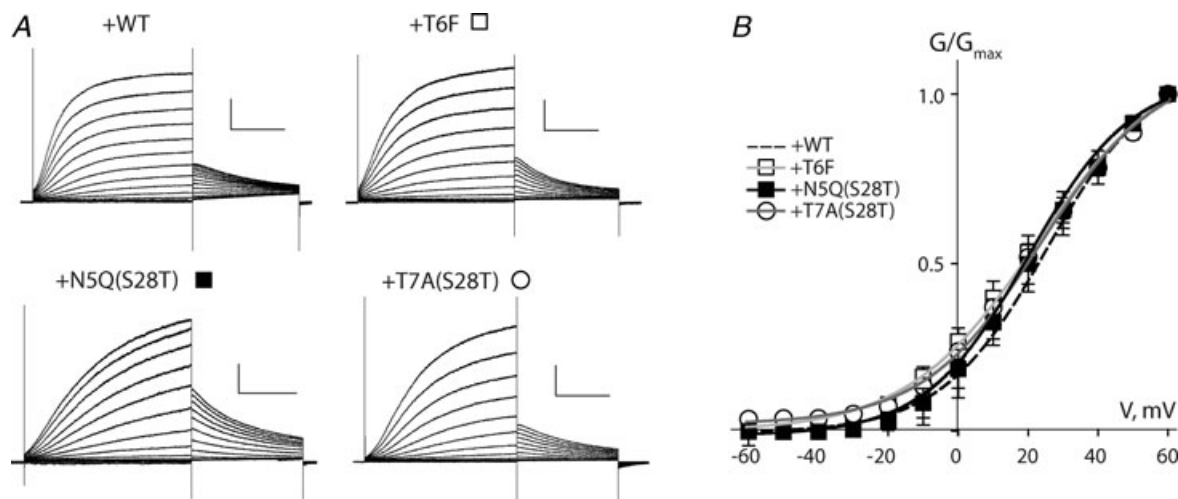 A
+WT
+T6F
+N5Q(S28T)
+T7A(S28T)
B
G/Gmax
1.0
+WT
+T6F
+N5Q(S28T)
+T7A(S28T)
0.5
V, mV
-60 -40 -20 0 20 40 60